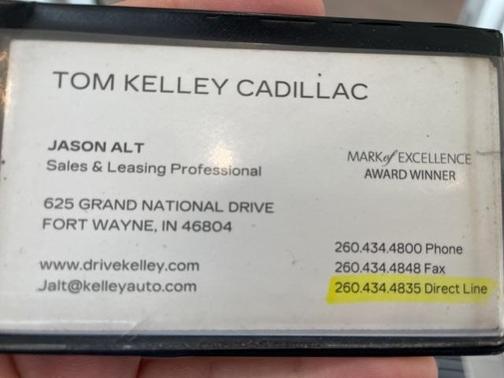 TOM KELLEY CADILLAC
JASON ALT
Sales & Leasing Professional
MARK of EXCELLENCE
AWARD WINNER
625 GRAND NATIONAL DRIVE
FORT WAYNE, IN 46804
www.drivekelley.com
Jalt@kelleyauto.com
260.434.4800 Phone
260.434.4848 Fax
260.434.4835 Direct Line